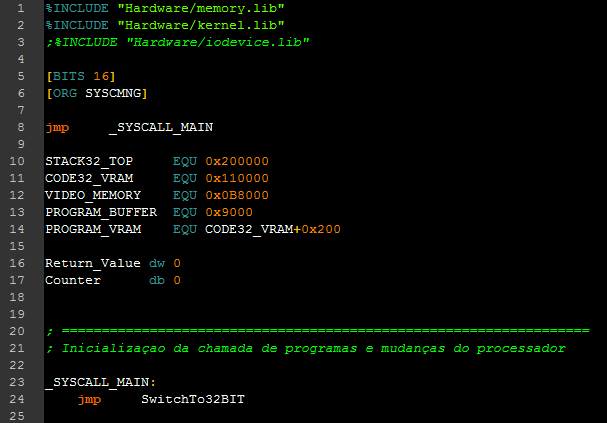 1 %INCLUDE "Hardware/memory.lib"
2 %INCLUDE "Hardware/kernel.lib"
3 ;%INCLUDE "Hardware/iodevice.lib"
4
5 [BITS 16]
6 [ORG SYSCMNG]
7
8 jmp _SYSCALL_MAIN
9
10 STACK32_TOP EQU 0x200000
11 CODE32_VRAM EQU 0x110000
12 VIDEO_MEMORY EQU 0x0B8000
13 PROGRAM_BUFFER EQU 0x9000
14 PROGRAM_VRAM EQU CODE32_VRAM+0x200
15
16 Return_Value dw 0
17 Counter db 0
18
19
20 ; ===================================================================
21 ; Inicializaçao da chamada de programas e mudanças do processador
22
23 _SYSCALL_MAIN:
24 jmp SwitchTo32BIT
25